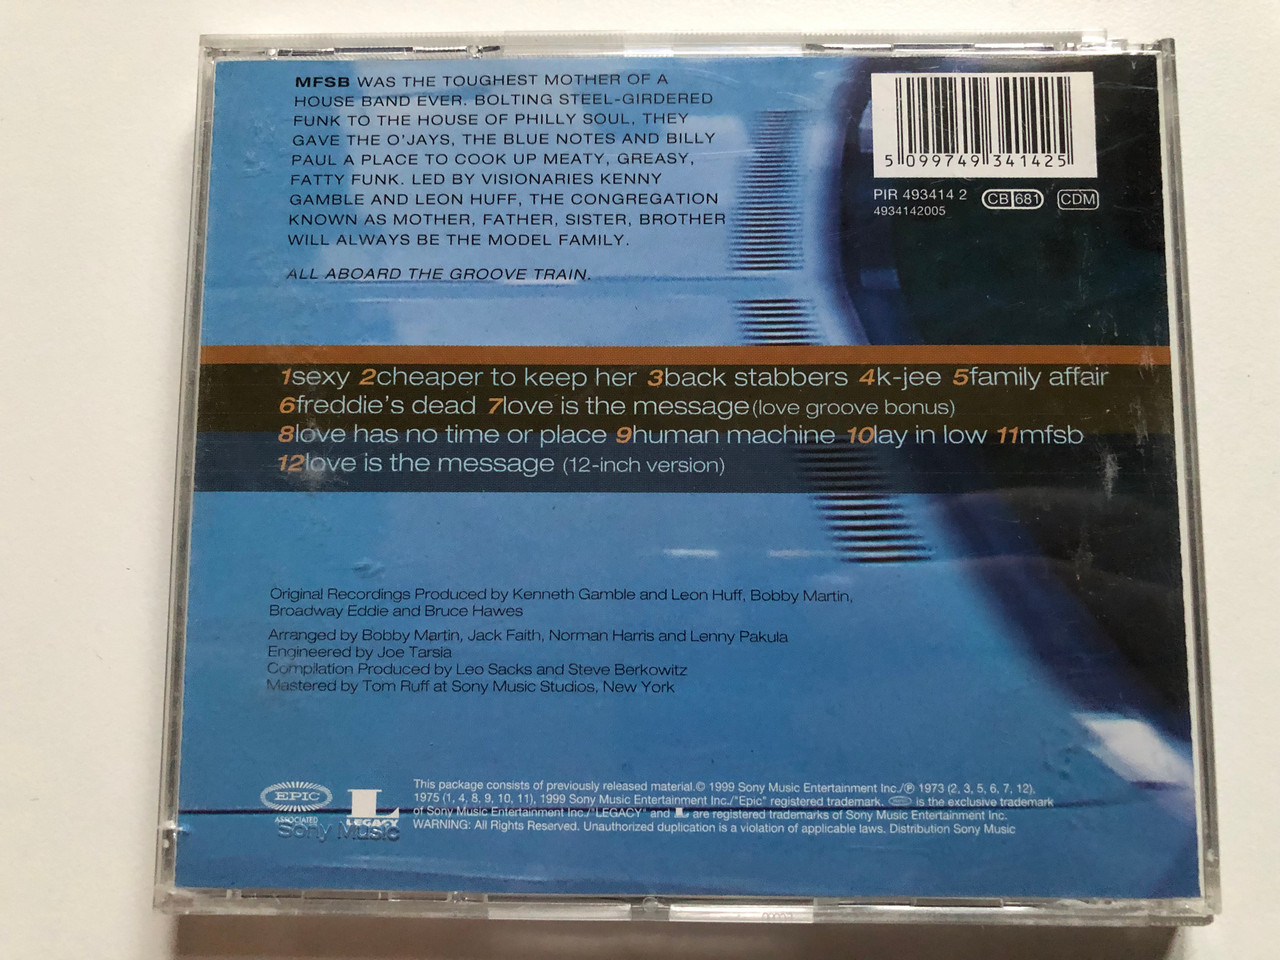 MFSB WAS THE TOUGHEST MOTHER OF A
HOUSE BAND EVER. BOLTING STEEL-GIRDERED
FUNK TO THE HOUSE OF PHILLY SOUL, THEY
GAVE THE O'JAYS, THE BLUE NOTES AND BILLY
PAUL A PLACE TO COOK UP MEATY, GREASY,
FATTY FUNK. LED BY VISIONARIES KENNY
GAMBLE AND LEON HUFF, THE CONGREGATION
KNOWN AS MOTHER, FATHER, SISTER, BROTHER
WILL ALWAYS BE THE MODEL FAMILY.
ALL ABOARD THE GROOVE TRAIN.
5 099749 341425
PIR 493414 2 CB 681 CDM
4934142005
1sexy 2cheaper to keep her 3back stabbers 4k-jee 5family affair
6freddie's dead 7love is the message (love groove bonus)
8love has no time or place 9human machine 10lay in low 11mfsb
12love is the message (12-inch version)
Original Recordings Produced by Kenneth Gamble and Leon Huff, Bobby Martin,
Broadway Eddie and Bruce Hawes
Arranged by Bobby Martin, Jack Faith, Norman Harris and Lenny Pakula
Engineered by Joe Tarsia
Compilation Produced by Leo Sacks and Steve Berkowitz
Mastered by Tom Ruff at Sony Music Studios, New York
EPIC
ASSOCIATED
L
LEGACY
Sony Music
This package consists of previously released material.© 1999 Sony Music Entertainment Inc./℗ 1973 (2, 3, 5, 6, 7, 12),
1975 (1, 4, 8, 9, 10, 11), 1999 Sony Music Entertainment Inc./"Epic" registered trademark. is the exclusive trademark
of Sony Music Entertainment Inc./"LEGACY" and L are registered trademarks of Sony Music Entertainment Inc.
WARNING: All Rights Reserved. Unauthorized duplication is a violation of applicable laws. Distribution Sony Music